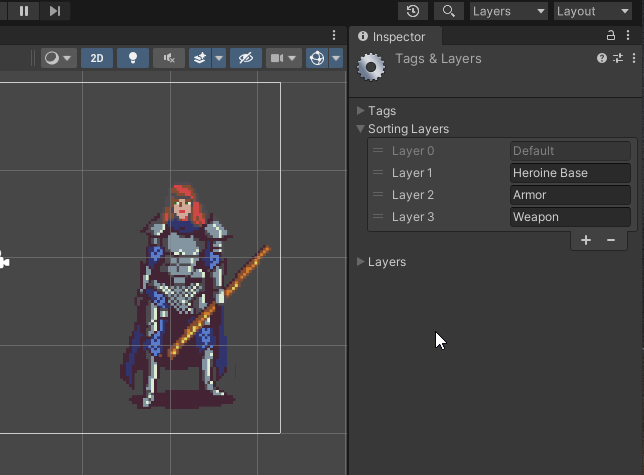 Layers Layout
Inspector
2D
Tags & Layers
Tags
Sorting Layers
Layer 0 Default
Layer 1 Heroine Base
Layer 2 Armor
Layer 3 Weapon
Layers